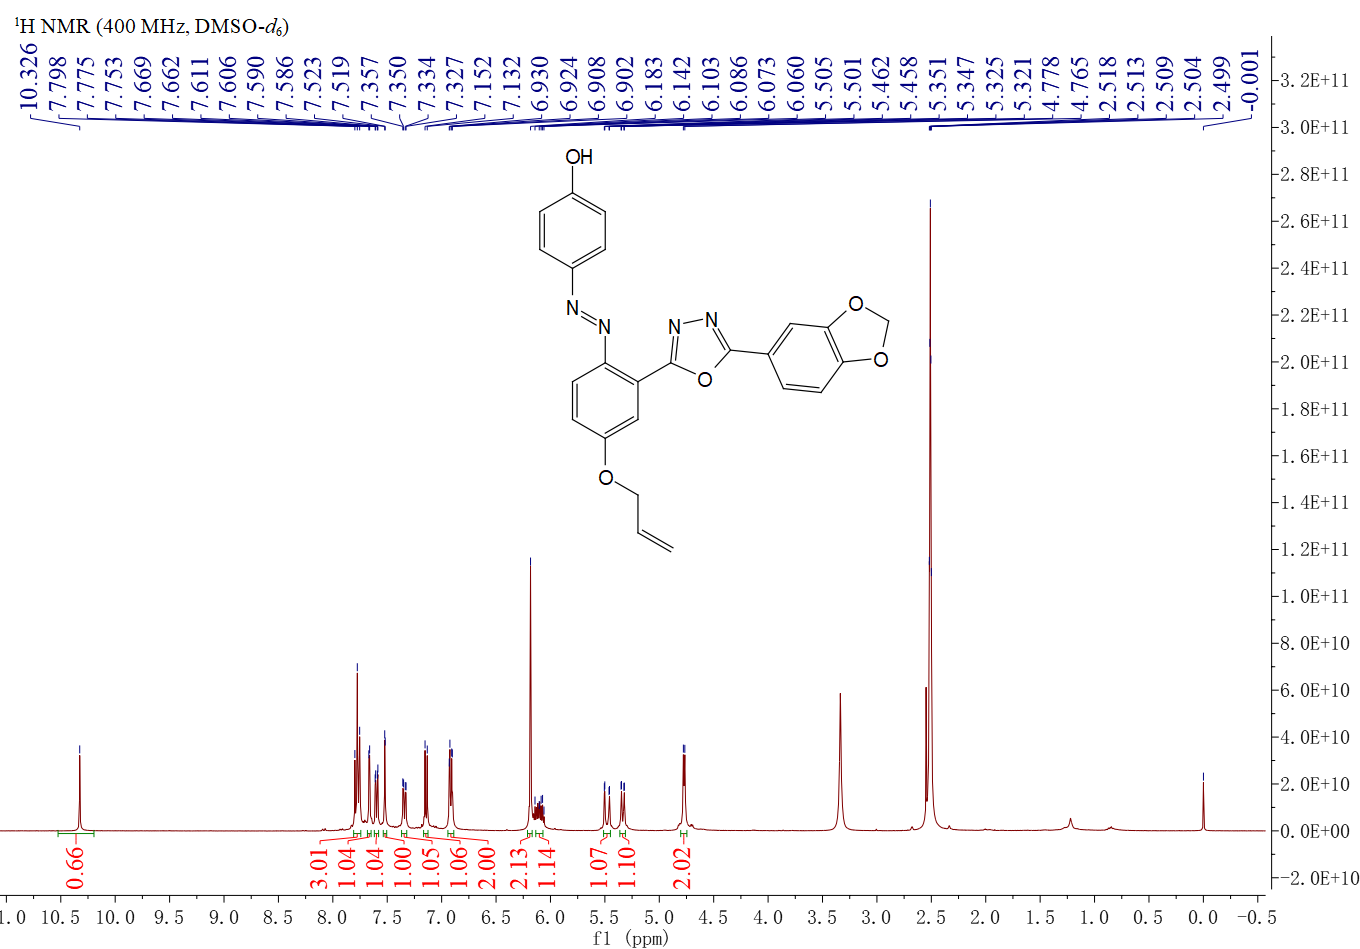 ¹H NMR (400 MHz, DMSO-d₆)
10.326
7.798
7.775
7.753
7.669
7.662
7.611
7.606
7.590
7.586
7.523
7.519
7.357
7.350
7.334
7.327
7.152
7.132
6.930
6.924
6.908
6.902
6.183
6.142
6.103
6.086
6.073
6.060
5.505
5.501
5.462
5.458
5.351
5.347
5.325
5.321
4.778
4.765
2.518
2.513
2.509
2.504
2.499
-0.001
3.2E+11
3.0E+11
2.8E+11
2.6E+11
2.4E+11
2.2E+11
2.0E+11
1.8E+11
1.6E+11
1.4E+11
1.2E+11
1.0E+11
8.0E+10
6.0E+10
4.0E+10
2.0E+10
0.0E+00
-2.0E+10
OH
N
N
N
N
O
O
O
O
0.66
3.01
1.04
1.04
1.00
1.05
1.06
2.00
2.13
1.14
1.07
1.10
2.02
1.0 10.5 10.0 9.5 9.0 8.5 8.0 7.5 7.0 6.5 6.0 5.5 5.0 4.5 4.0 3.5 3.0 2.5 2.0 1.5 1.0 0.5 0.0 -0.5
f1 (ppm)